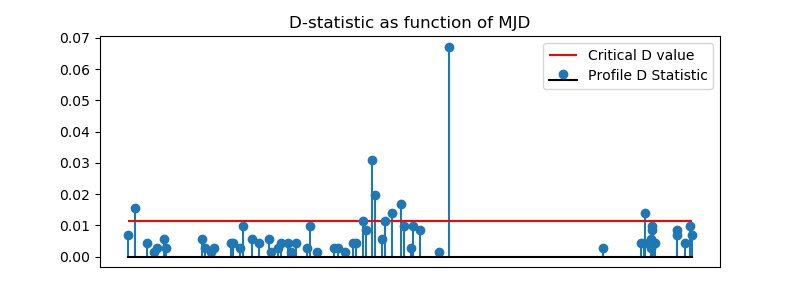 D-statistic as function of MJD
0.07
0.06
0.05
0.04
0.03
0.02
0.01
0.00
Critical D value
Profile D Statistic